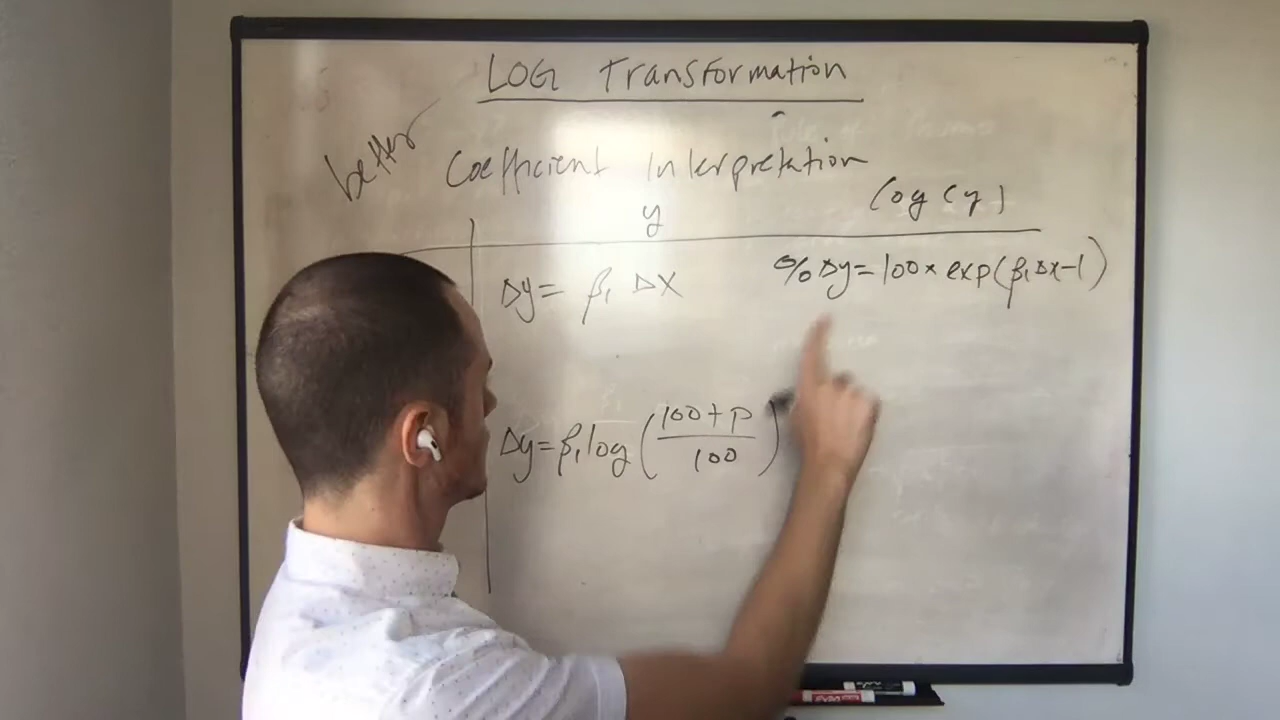 LOG Transformation
better
Coefficient Interpretation
y log(y)
Δy = β₁ Δx %Δy = 100 × exp(β₁Δx-1)
Δy = β₁ log(100 + p / 100)